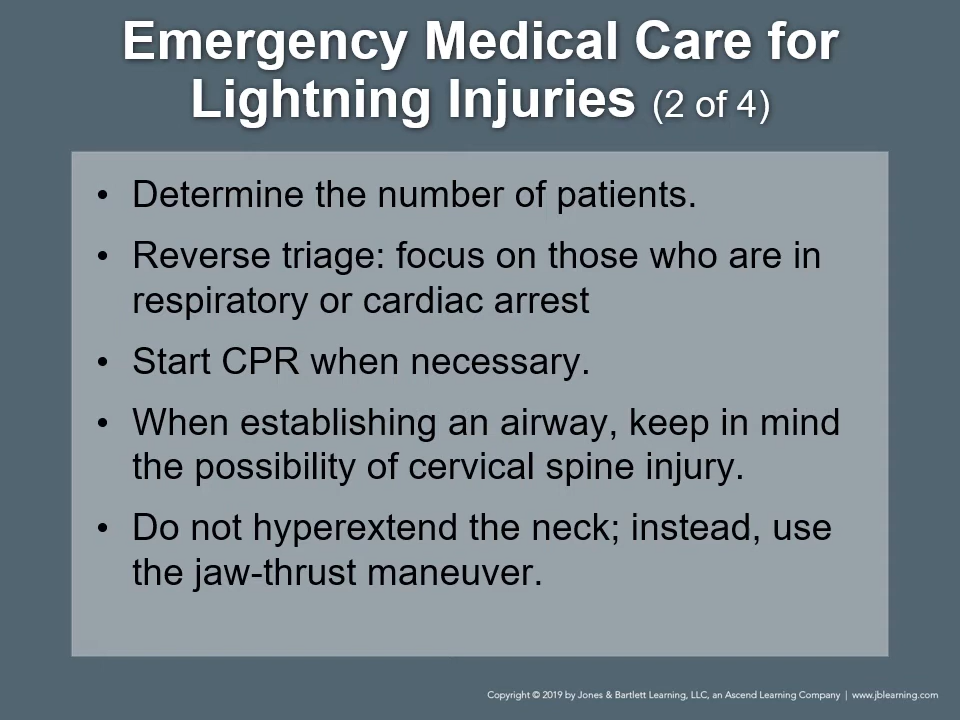 Emergency Medical Care for
Lightning Injuries (2 of 4)
• Determine the number of patients.
• Reverse triage: focus on those who are in
respiratory or cardiac arrest
• Start CPR when necessary.
• When establishing an airway, keep in mind
the possibility of cervical spine injury.
• Do not hyperextend the neck; instead, use
the jaw-thrust maneuver.
Copyright © 2019 by Jones & Bartlett Learning, LLC, an Ascend Learning Company | www.jblearning.com